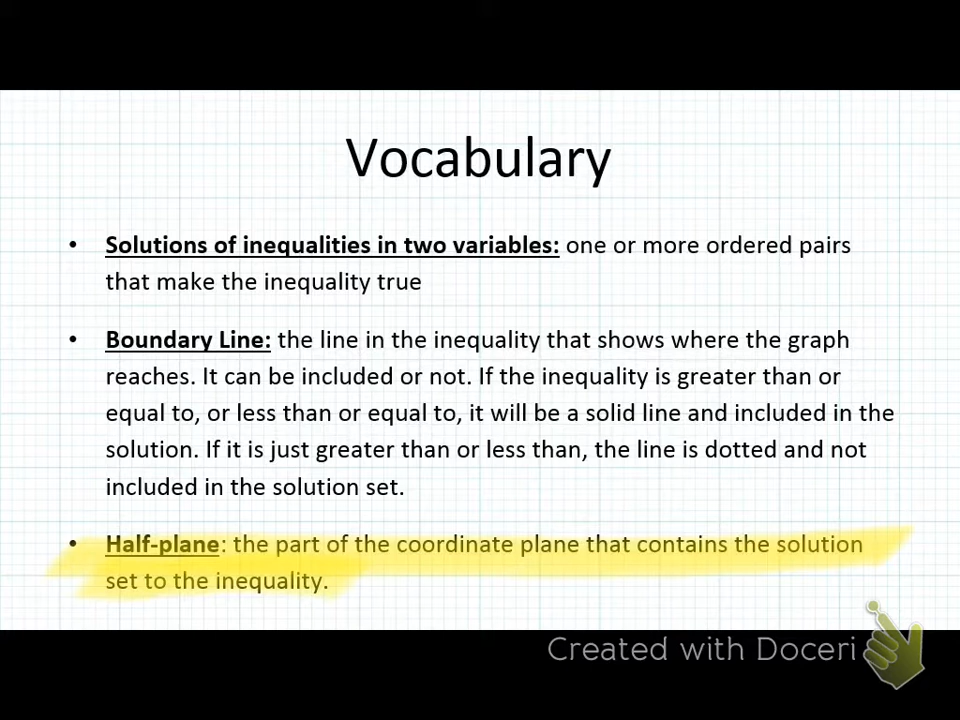 Vocabulary
• Solutions of inequalities in two variables: one or more ordered pairs
that make the inequality true
• Boundary Line: the line in the inequality that shows where the graph
reaches. It can be included or not. If the inequality is greater than or
equal to, or less than or equal to, it will be a solid line and included in the
solution. If it is just greater than or less than, the line is dotted and not
included in the solution set.
• Half-plane: the part of the coordinate plane that contains the solution
set to the inequality.
Created with Doceri